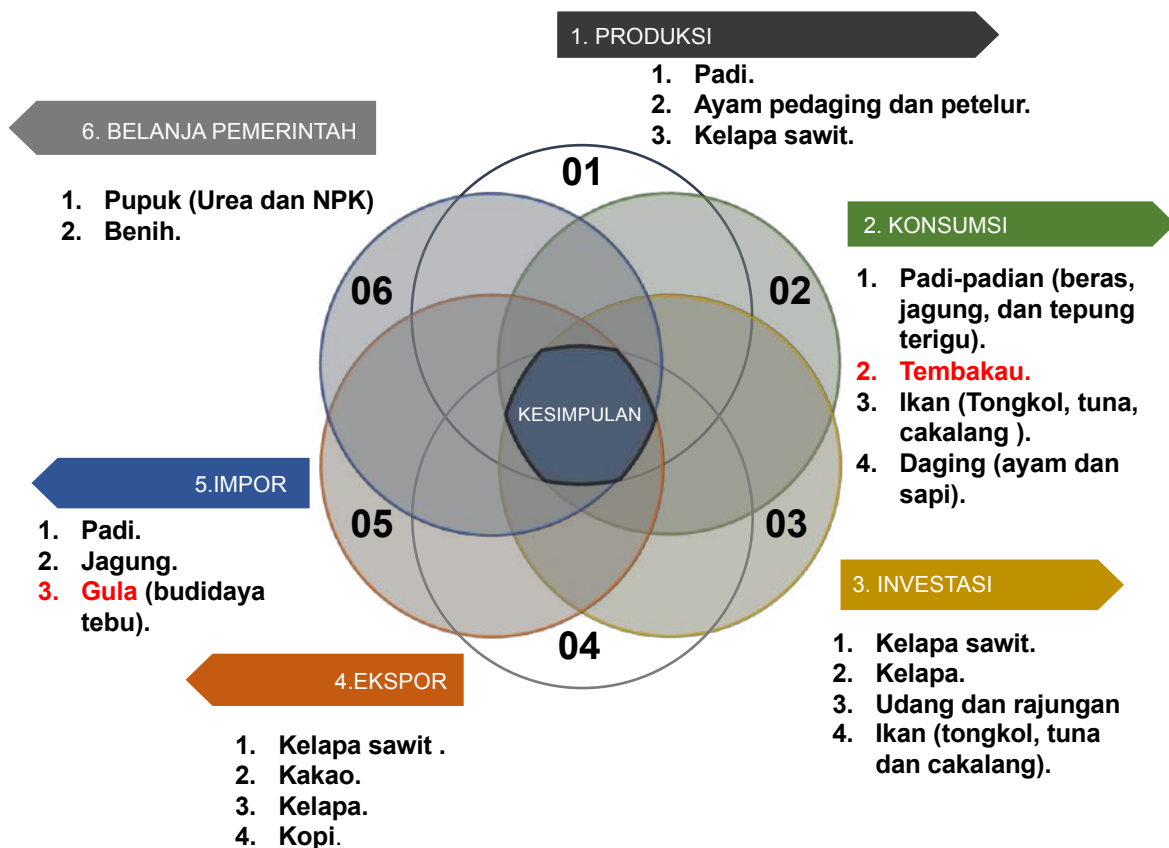 1. PRODUKSI
1. Padi.
2. Ayam pedaging dan petelur.
3. Kelapa sawit.
6. BELANJA PEMERINTAH
1. Pupuk (Urea dan NPK)
2. Benih.
2. KONSUMSI
1. Padi-padian (beras,
jagung, dan tepung
terigu).
2. Tembakau.
3. Ikan (Tongkol, tuna,
cakalang ).
4. Daging (ayam dan
sapi).
01
02
03
04
05
06
KESIMPULAN
5.IMPOR
1. Padi.
2. Jagung.
3. Gula (budidaya
tebu).
3. INVESTASI
1. Kelapa sawit.
2. Kelapa.
3. Udang dan rajungan
4. Ikan (tongkol, tuna
dan cakalang).
4.EKSPOR
1. Kelapa sawit .
2. Kakao.
3. Kelapa.
4. Kopi.